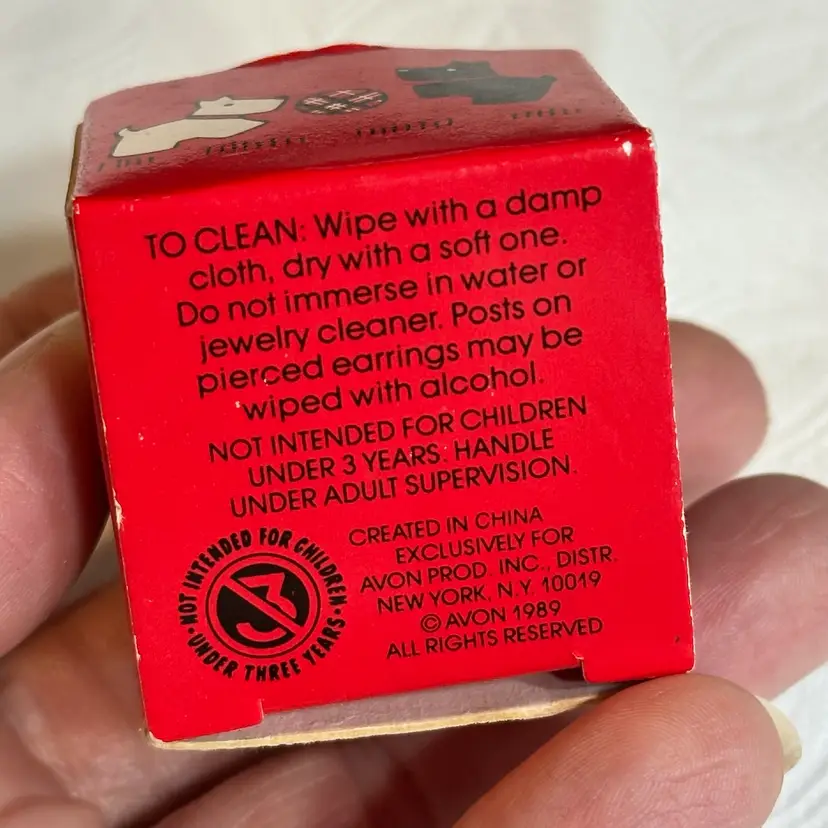 TO CLEAN: Wipe with a damp
cloth, dry with a soft one.
Do not immerse in water or
jewelry cleaner. Posts on
pierced earrings may be
wiped with alcohol.
NOT INTENDED FOR CHILDREN
UNDER 3 YEARS: HANDLE
UNDER ADULT SUPERVISION.
CREATED IN CHINA
EXCLUSIVELY FOR
AVON PROD. INC., DISTR.
NEW YORK, N.Y. 10019
© AVON 1989
ALL RIGHTS RESERVED
• NOT INTENDED FOR CHILDREN •
UNDER THREE YEARS
3